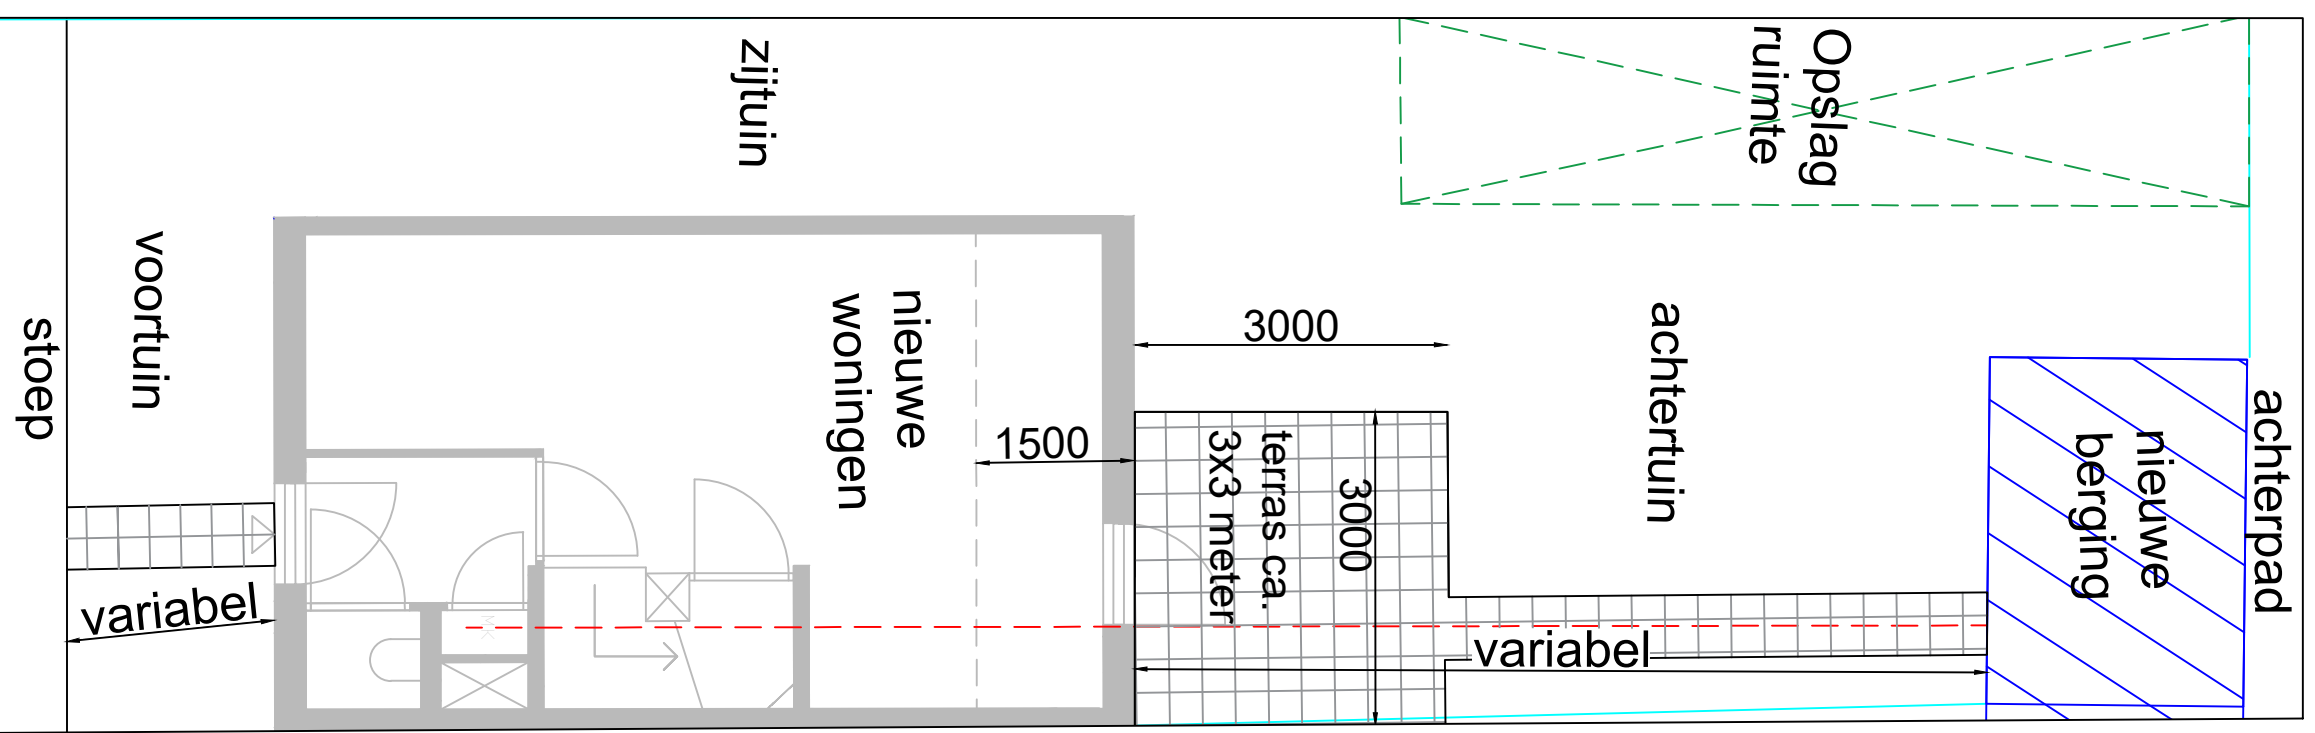 stoep
voortuin
variabel
zijtuin
nieuwe
woningen
MK
1500
3000
terras ca.
3x3 meter
3000
achtertuin
variabel
Opslag
ruimte
nieuwe
berging
achterpad